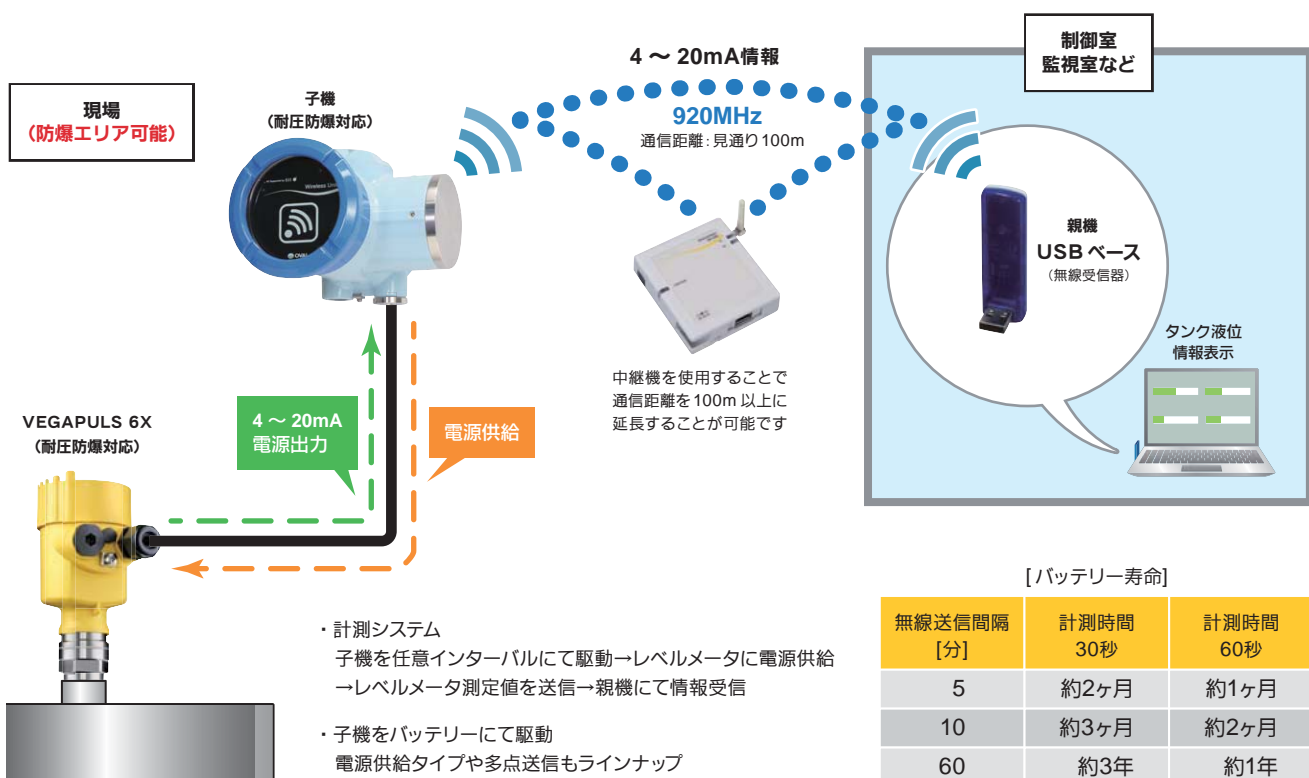 制御室
監視室など
4 ～ 20mA情報
現場
（防爆エリア可能）
子機
（耐圧防爆対応）
920MHz
通信距離：見通り100m
Wireless
OVAL
親機
USB ベース
（無線受信器）
タンク液位
情報表示
中継機を使用することで
通信距離を100m 以上に
延長することが可能です
4 ～ 20mA
電源出力
電源供給
VEGAPULS 6X
（耐圧防爆対応）
[バッテリー寿命]
無線送信間隔 計測時間 計測時間
[分] 30秒 60秒
5 約2ヶ月 約1ヶ月
10 約3ヶ月 約2ヶ月
60 約3年 約1年
・計測システム
子機を任意インターバルにて駆動→レベルメータに電源供給
→レベルメータ測定値を送信→親機にて情報受信
・子機をバッテリーにて駆動
電源供給タイプや多点送信もラインナップ